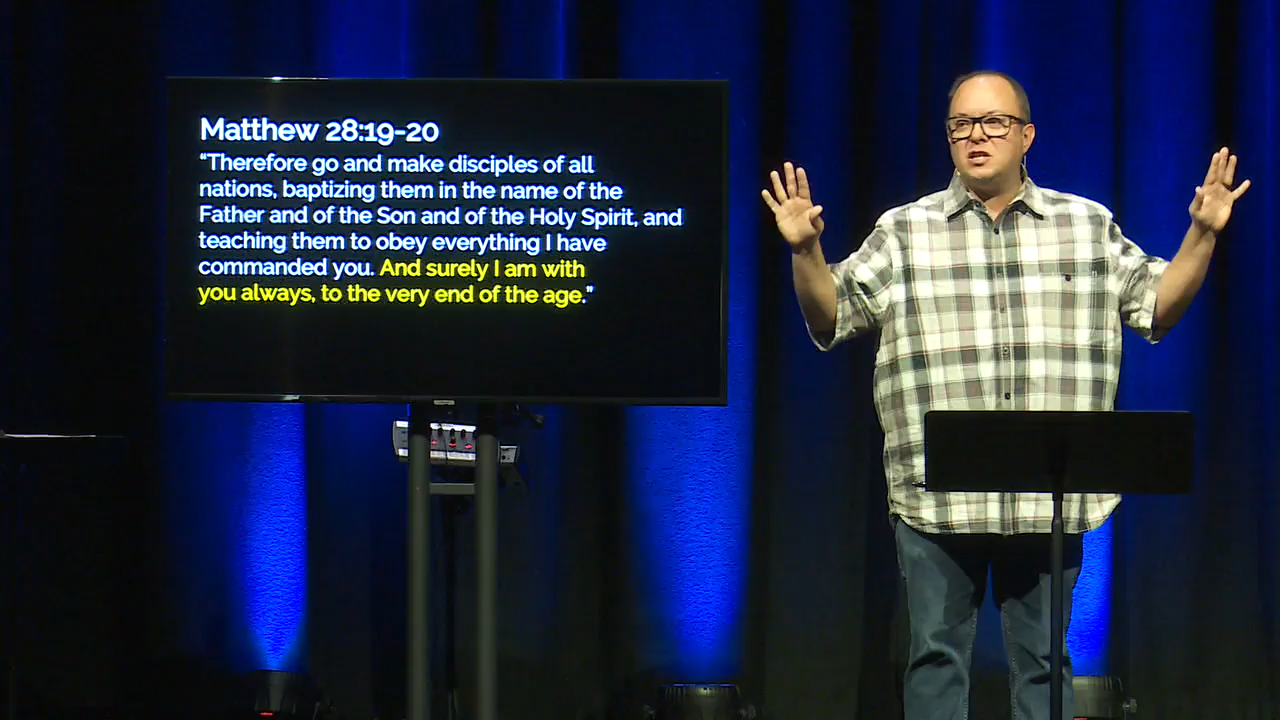 Matthew 28:19-20
“Therefore go and make disciples of all
nations, baptizing them in the name of the
Father and of the Son and of the Holy Spirit, and
teaching them to obey everything I have
commanded you. And surely I am with
you always, to the very end of the age.”